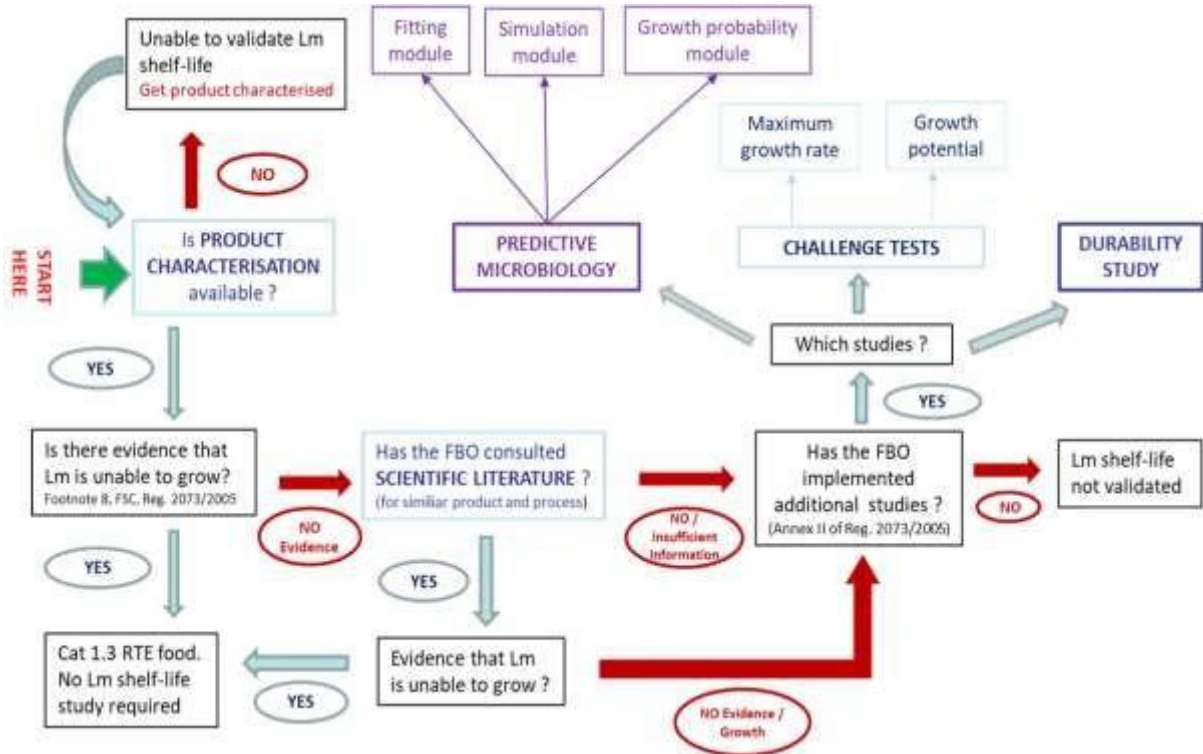 Unable to validate Lm
shelf-life
Get product characterised
Fitting
module
Simulation
module
Growth probability
module
Maximum
growth rate
Growth
potential
NO
START
HERE
Is PRODUCT
CHARACTERISATION
available ?
PREDICTIVE
MICROBIOLOGY
CHALLENGE TESTS
DURABILITY
STUDY
Which studies ?
YES
YES
Is there evidence that
Lm is unable to grow?
Footnote 8, FSC, Reg. 2073/2005
NO
Evidence
Has the FBO consulted
SCIENTIFIC LITERATURE ?
(for similiar product and process)
NO /
Insufficient
Information
Has the FBO
implemented
additional studies ?
(Annex II of Reg. 2073/2005)
NO
Lm shelf-life
not validated
YES
YES
Cat 1.3 RTE food.
No Lm shelf-life
study required
YES
Evidence that Lm
is unable to grow ?
NO Evidence /
Growth